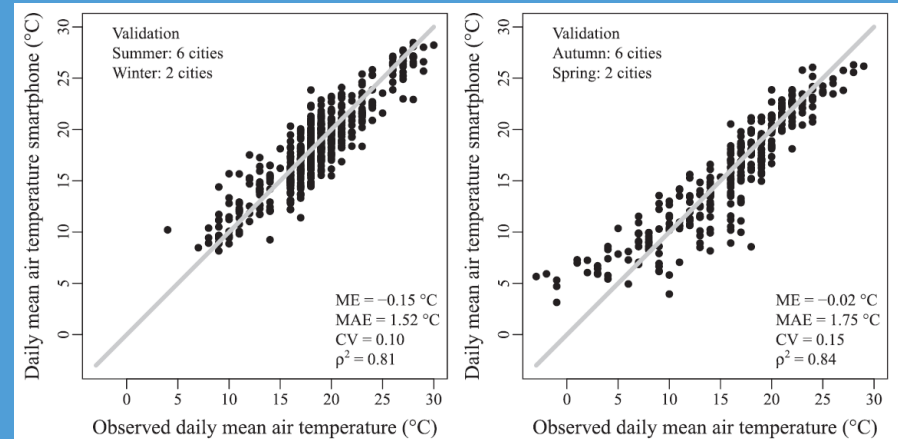 Daily mean air temperature smartphone (°C)
30
25
20
15
10
5
0
Validation
Summer: 6 cities
Winter: 2 cities
ME = −0.15 °C
MAE = 1.52 °C
CV = 0.10
ρ² = 0.81
0 5 10 15 20 25 30
Observed daily mean air temperature (°C)
Daily mean air temperature smartphone (°C)
30
25
20
15
10
5
0
Validation
Autumn: 6 cities
Spring: 2 cities
ME = −0.02 °C
MAE = 1.75 °C
CV = 0.15
ρ² = 0.84
0 5 10 15 20 25 30
Observed daily mean air temperature (°C)